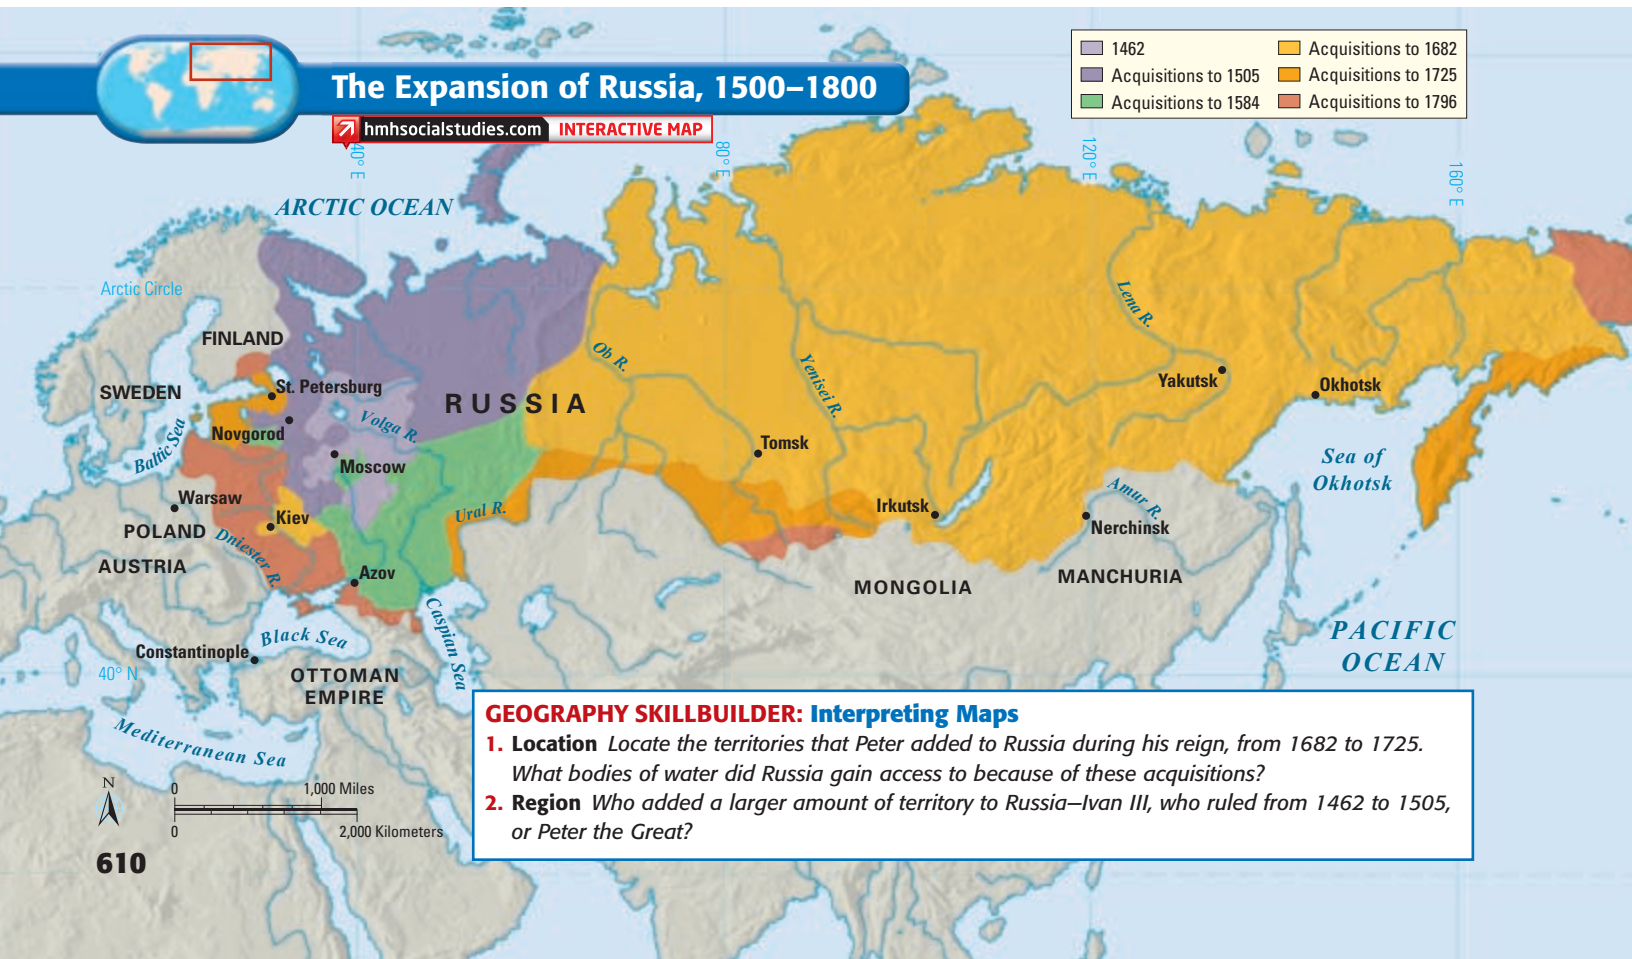 The Expansion of Russia, 1500–1800
hmhsocialstudies.com INTERACTIVE MAP
1462
Acquisitions to 1505
Acquisitions to 1584
Acquisitions to 1682
Acquisitions to 1725
Acquisitions to 1796
40° E
80° E
120° E
160° E
ARCTIC OCEAN
Arctic Circle
FINLAND
SWEDEN
St. Petersburg
RUSSIA
Baltic Sea
Novgorod
Volga R.
Moscow
Ob R.
Yenisei R.
Lena R.
Yakutsk
Okhotsk
Tomsk
Sea of
Okhotsk
Warsaw
Kiev
POLAND
Dniester R.
Ural R.
Irkutsk
Amur R.
Nerchinsk
AUSTRIA
Azov
MONGOLIA
MANCHURIA
Caspian Sea
Black Sea
Constantinople
PACIFIC
OCEAN
40° N
OTTOMAN
EMPIRE
Mediterranean Sea
N
0 1,000 Miles
0 2,000 Kilometers
GEOGRAPHY SKILLBUILDER: Interpreting Maps
1. Location Locate the territories that Peter added to Russia during his reign, from 1682 to 1725.
What bodies of water did Russia gain access to because of these acquisitions?
2. Region Who added a larger amount of territory to Russia—Ivan III, who ruled from 1462 to 1505,
or Peter the Great?
610